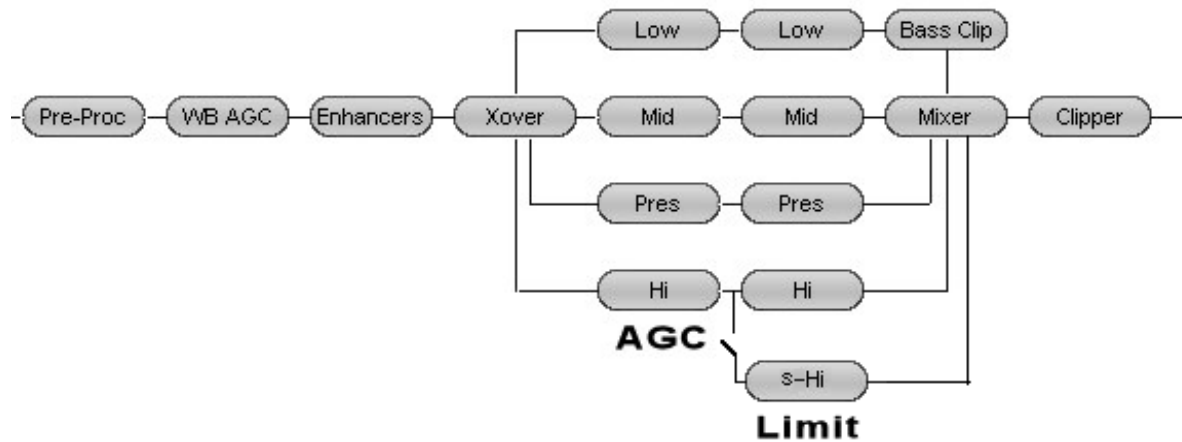 Low Low Bass Clip
Pre-Proc WB AGC Enhancers Xover Mid Mid Mixer Clipper
Pres Pres
Hi Hi
AGC
s-Hi
Limit